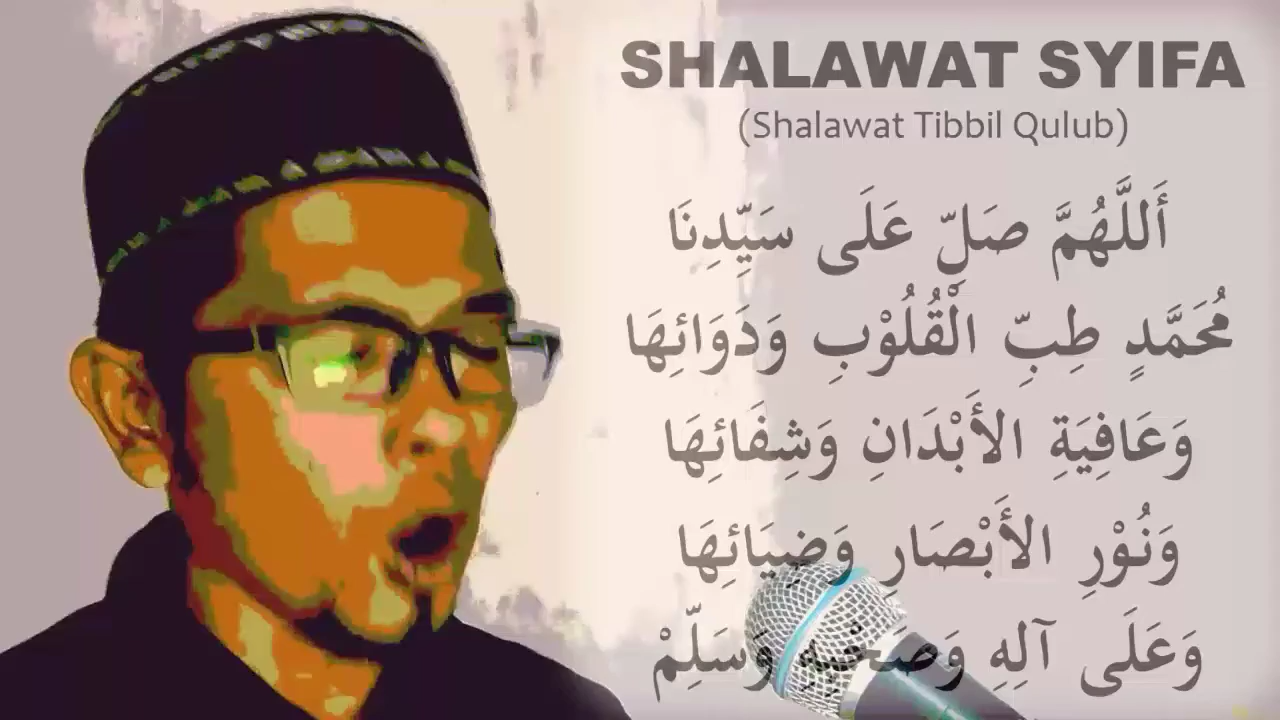 SHALAWAT SYIFA
(Shalawat Tibbil Qulub)
أَللَّهُمَّ صَلِّ عَلَى سَيِّدِنَا
مُحَمَّدٍ طِبِّ الْقُلُوْبِ وَدَوَائِهَا
وَعَافِيَةِ الأَبْدَانِ وَشِفَائِهَا
وَنُوْرِ الأَبْصَارِ وَضِيَائِهَا
وَعَلَى آلِهِ وَصَحْبِهِ وَسَلِّمْ